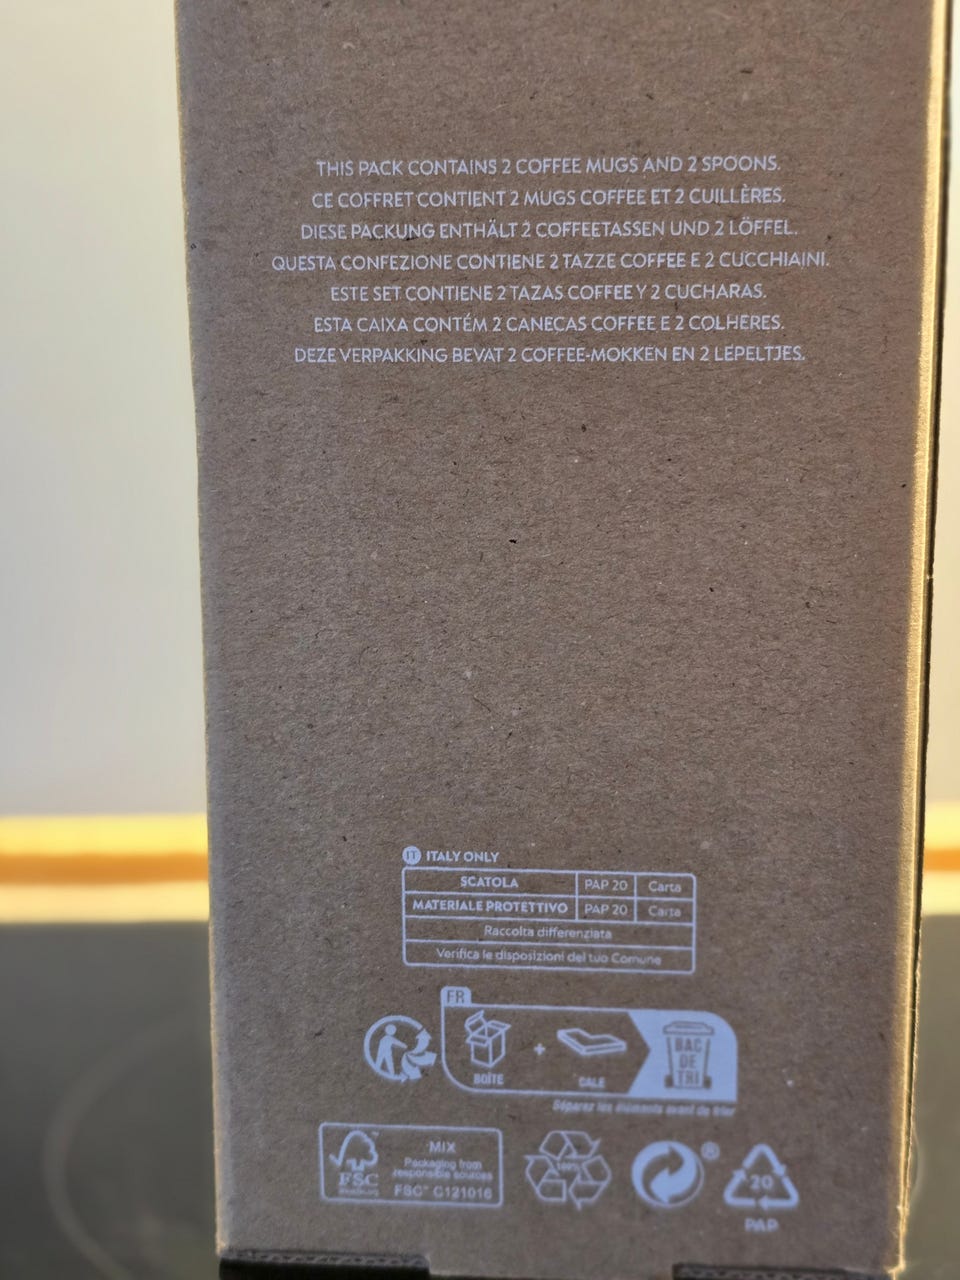 THIS PACK CONTAINS 2 COFFEE MUGS AND 2 SPOONS.
CE COFFRET CONTIENT 2 MUGS COFFEE ET 2 CUILLÈRES.
DIESE PACKUNG ENTHÄLT 2 COFFEETASSEN UND 2 LÖFFEL.
QUESTA CONFEZIONE CONTIENE 2 TAZZE COFFEE E 2 CUCCHIAINI.
ESTE SET CONTIENE 2 TAZAS COFFEE Y 2 CUCHARAS.
ESTA CAIXA CONTÉM 2 CANECAS COFFEE E 2 COLHERES.
DEZE VERPAKKING BEVAT 2 COFFEE-MOKKEN EN 2 LEPELTJES.
IT ITALY ONLY
SCATOLA PAP 20 Carta
MATERIALE PROTETTIVO PAP 20 Carta
Raccolta differenziata
Verifica le disposizioni del tuo Comune
FR
BOÎTE + CALE
BAC
DE
TRI
Séparez les éléments avant de trier
FSC
MIX
Packaging from
responsible sources
FSC™ C121016
100%
®
20
PAP